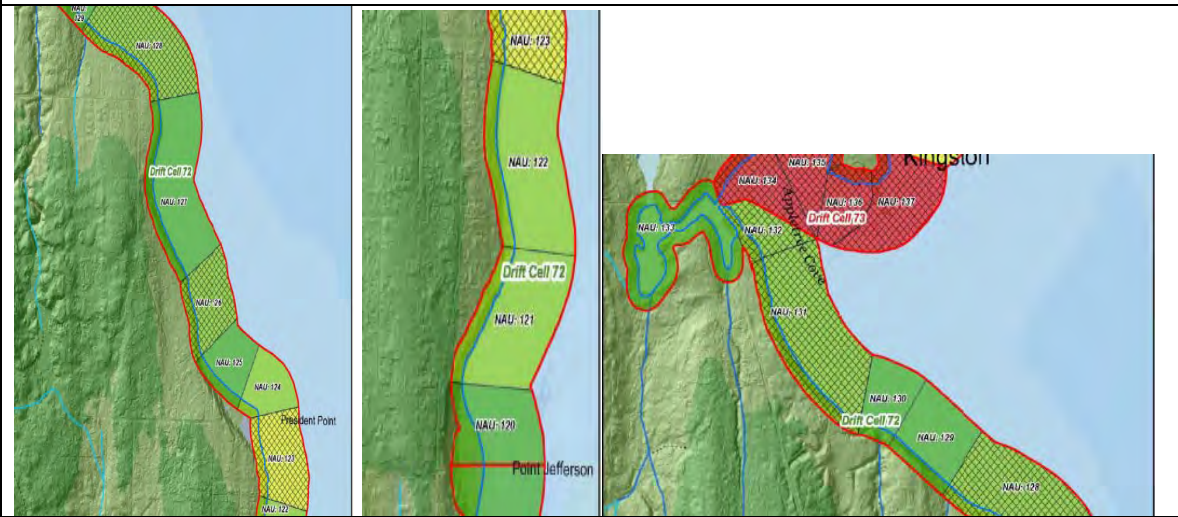 NAU:
129
NAU: 128
Drift Cell 72
NAU: 127
NAU: 26
NAU: 125
NAU: 124
President Point
NAU: 123
NAU: 122
NAU: 123
NAU: 122
Drift Cell 72
NAU: 121
NAU: 120
Point Jefferson
Kingston
NAU: 135
NAU: 134
NAU: 136
NAU: 137
Drift Cell 73
Appletree Cove
NAU: 133
NAU: 132
NAU: 131
NAU: 130
Drift Cell 72
NAU: 129
NAU: 128